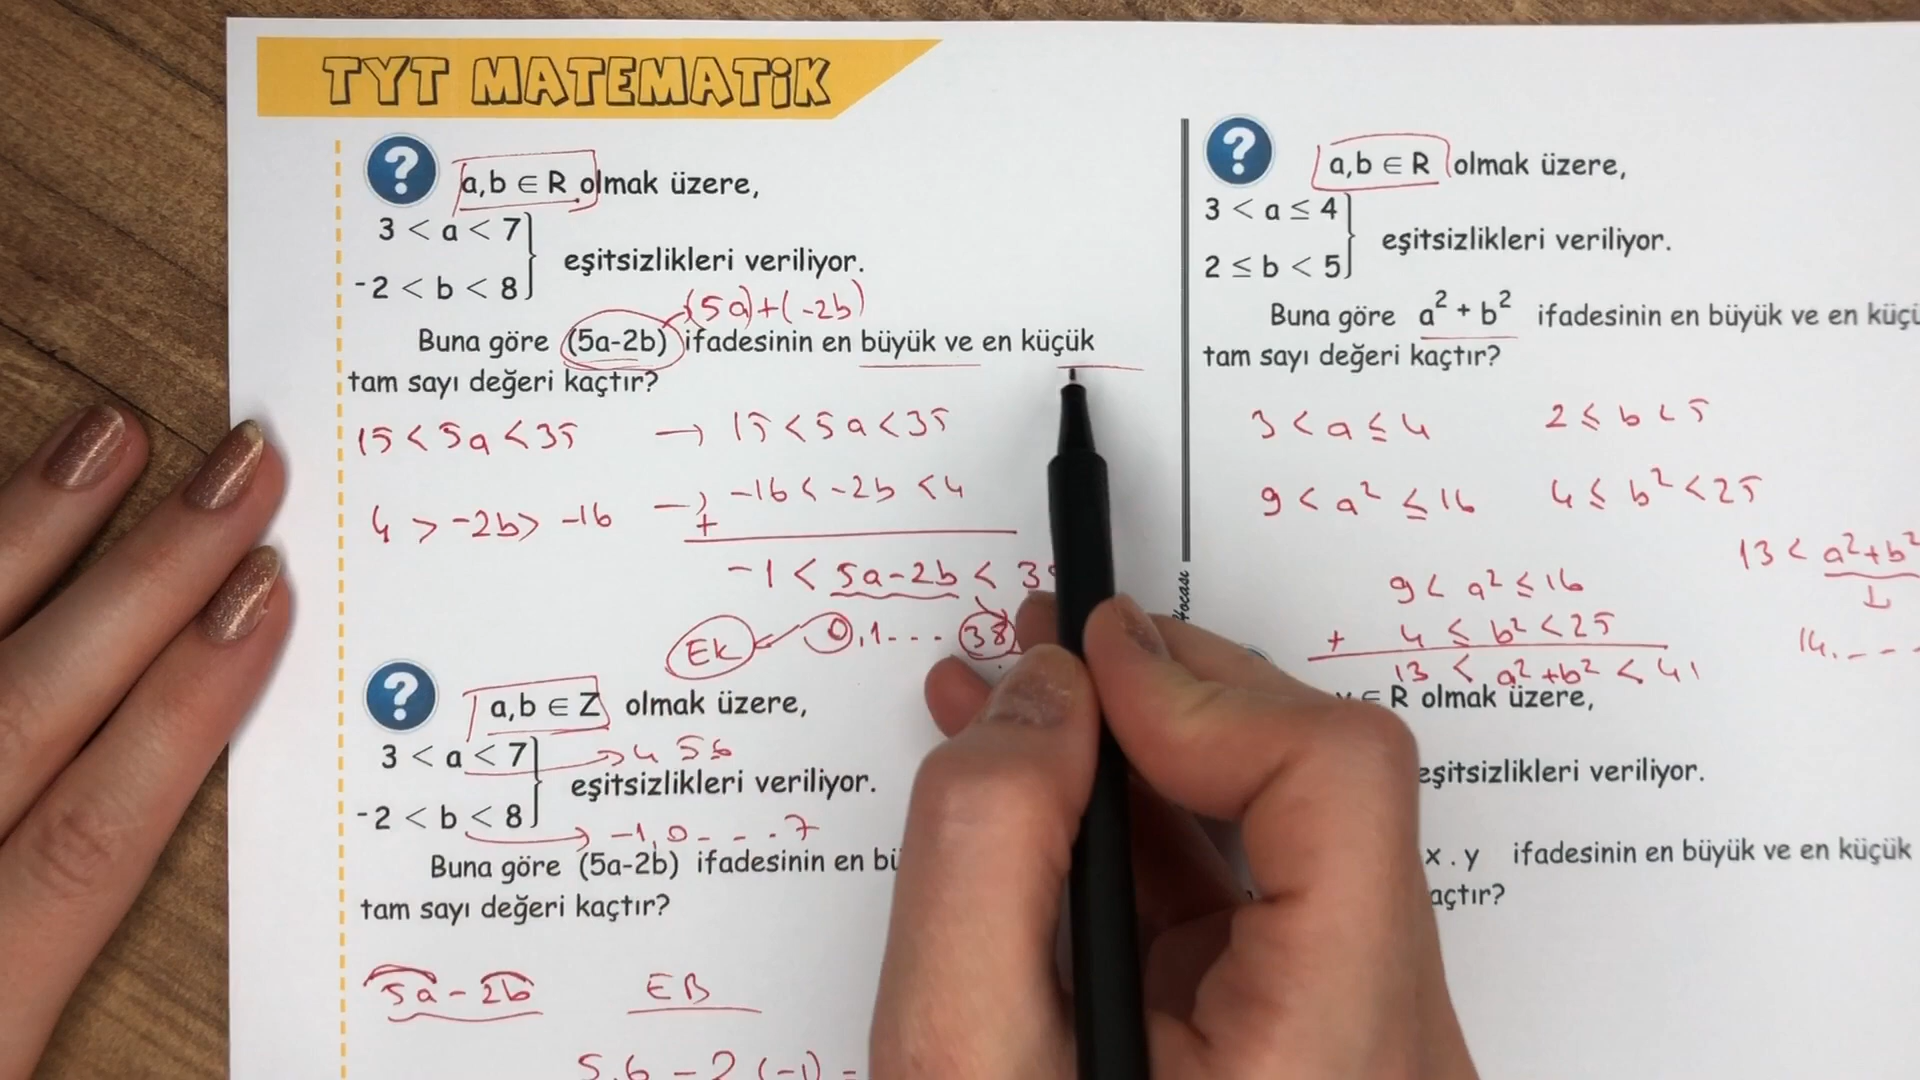 TYT MATEMATİK
a,b ∈ R olmak üzere,
3 < a < 7
-2 < b < 8
eşitsizlikleri veriliyor.
(5a)+(-2b)
Buna göre (5a-2b) ifadesinin en büyük ve en küçük
tam sayı değeri kaçtır?
15 < 5a < 35 → 15 < 5a < 35
4 > -2b > -16 → -16 < -2b < 4
+
-1 < 5a-2b < 3
Ek ← 0,1--- 38
a,b ∈ Z olmak üzere,
3 < a < 7 → 4 5 6
-2 < b < 8 → -1,0---.7
eşitsizlikleri veriliyor.
Buna göre (5a-2b) ifadesinin en
tam sayı değeri kaçtır?
5a-2b EB
5.6 - 2(-1) =
a,b ∈ R olmak üzere,
3 < a ≤ 4
2 ≤ b < 5
eşitsizlikleri veriliyor.
Buna göre a² + b² ifadesinin en büyük ve en
tam sayı değeri kaçtır?
3 < a ≤ 4 2 ≤ b < 5
9 < a² ≤ 16 4 ≤ b² < 25
13 < a²+b²
↓
14.---
9 < a² ≤ 16
+ 4 ≤ b² < 25
13 < a²+b² < 41
∈ R olmak üzere,
eşitsizlikleri veriliyor.
x . y ifadesinin en büyük ve en küçük